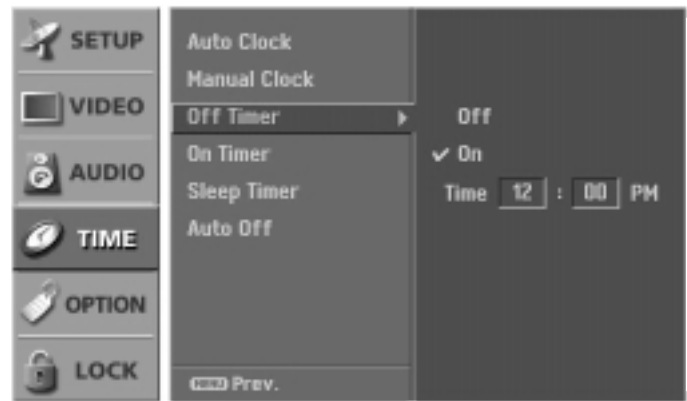 SETUP
VIDEO
AUDIO
TIME
OPTION
LOCK
Auto Clock
Manual Clock
Off Timer
On Timer
Sleep Timer
Auto Off
MENU Prev.
Off
On
Time 12 : 00 PM